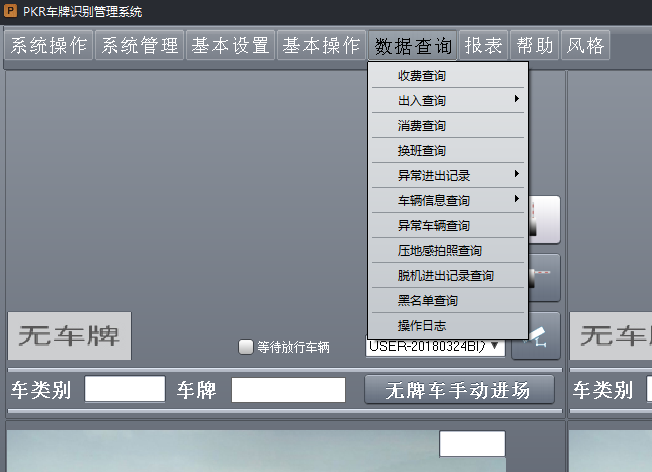 P PKR车牌识别管理系统
系统操作 系统管理 基本设置 基本操作 数据查询 报表 帮助 风格
收费查询
出入查询
消费查询
换班查询
异常进出记录
车辆信息查询
异常车辆查询
压地感拍照查询
脱机进出记录查询
黑名单查询
操作日志
无车牌 等待放行车辆 USER-20180324BI 无车
车类别 车牌 无牌车手动进场 车类别